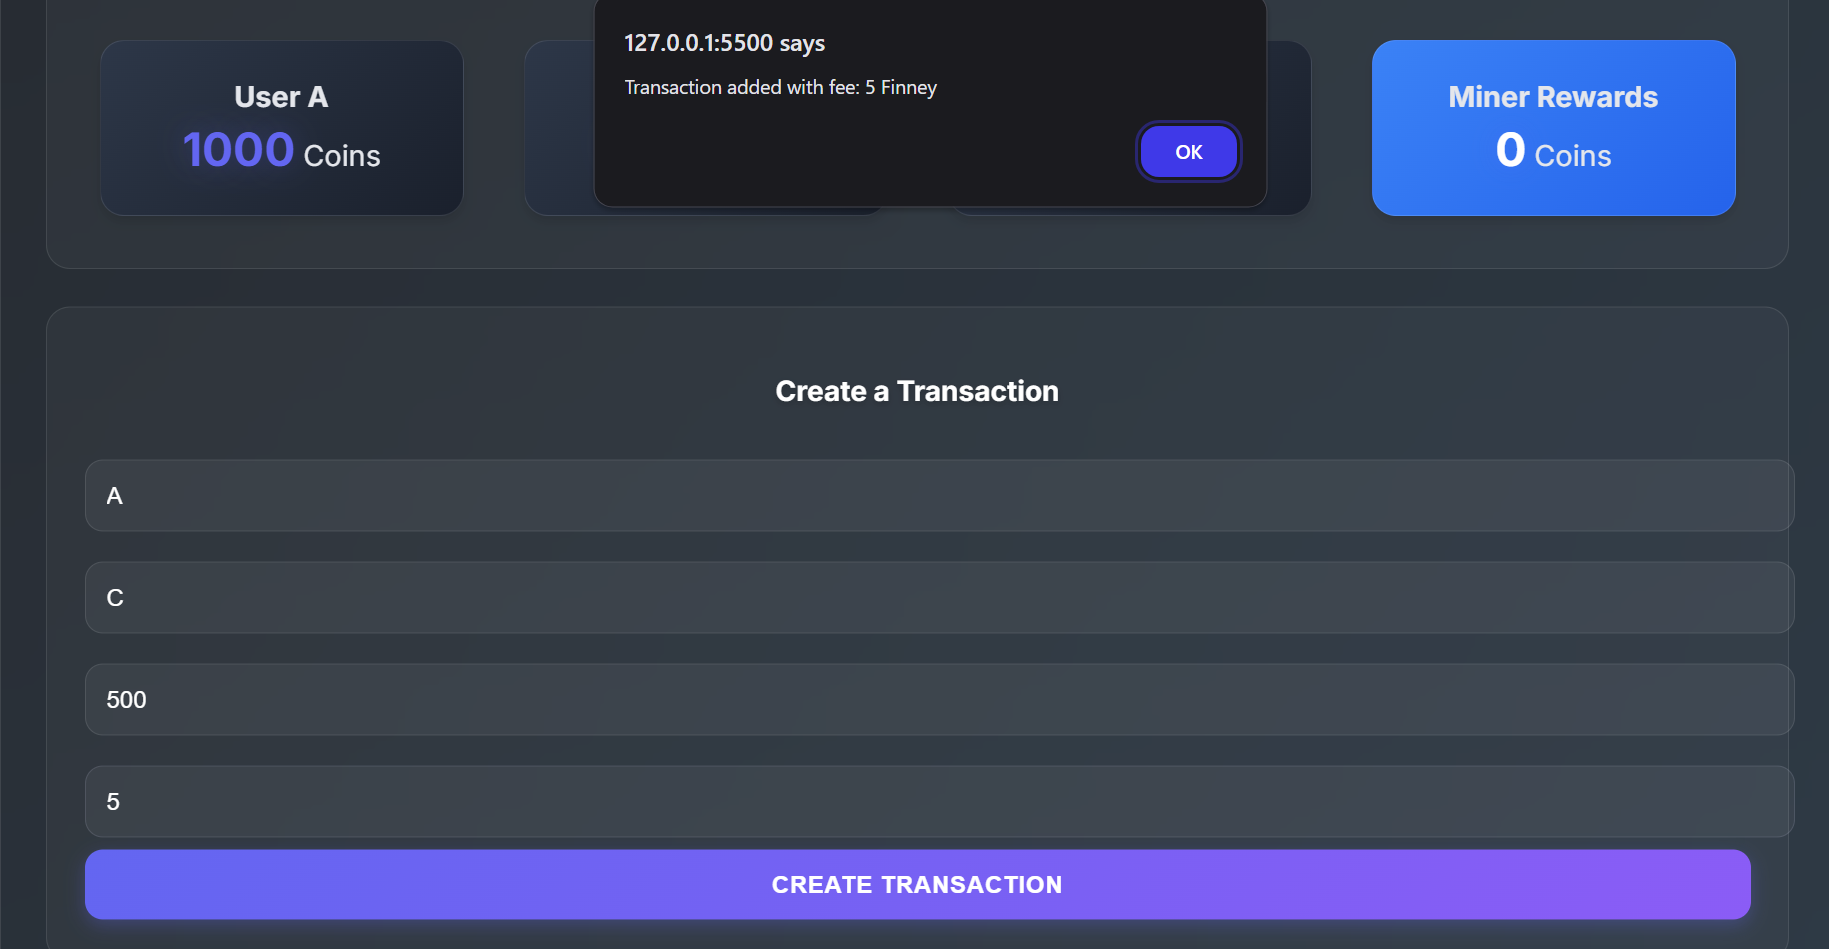 127.0.0.1:5500 says
Transaction added with fee: 5 Finney
OK
User A
1000 Coins
Miner Rewards
0 Coins
Create a Transaction
A
C
500
5
CREATE TRANSACTION